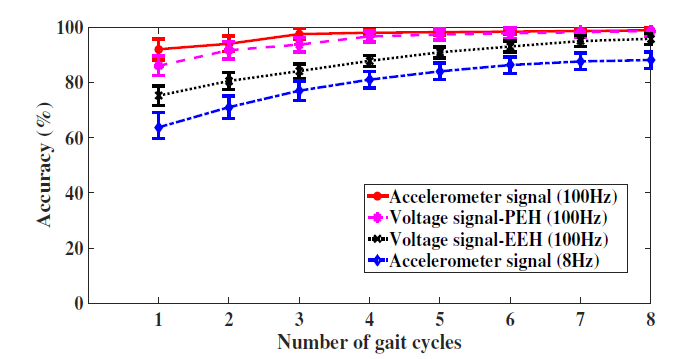 100
80
60
40
20
0
Accuracy (%)
Accelerometer signal (100Hz)
Voltage signal-PEH (100Hz)
Voltage signal-EEH (100Hz)
Accelerometer signal (8Hz)
1 2 3 4 5 6 7 8
Number of gait cycles